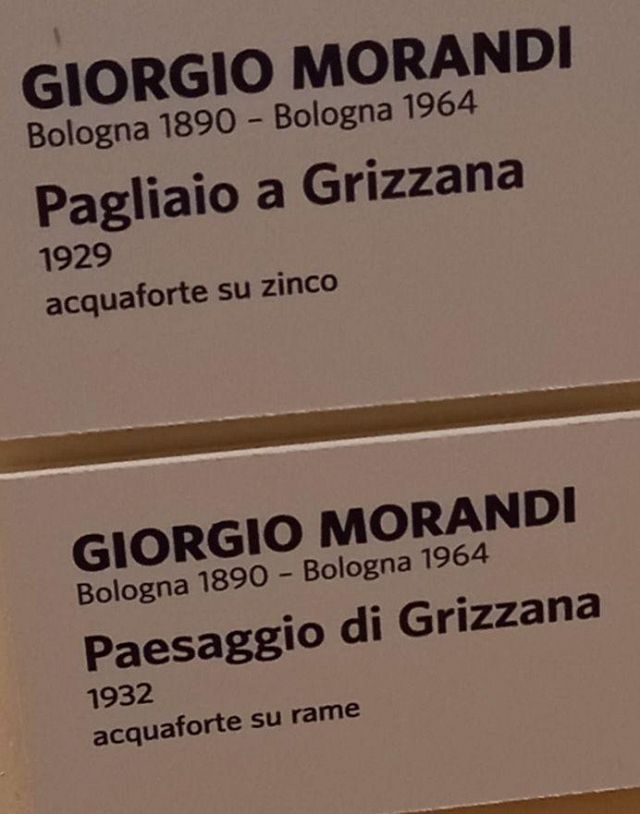 GIORGIO MORANDI
Bologna 1890 – Bologna 1964
Pagliaio a Grizzana
1929
acquaforte su zinco
GIORGIO MORANDI
Bologna 1890 – Bologna 1964
Paesaggio di Grizzana
1932
acquaforte su rame